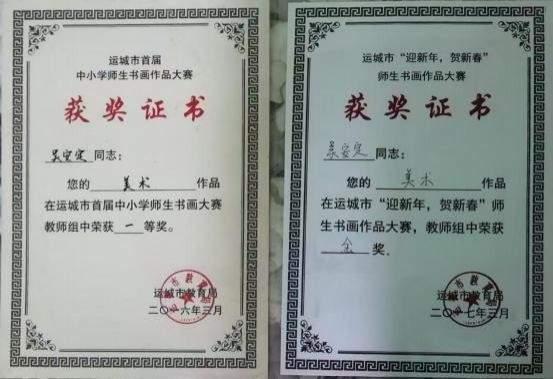 运城市首届
中小学师生书画作品大赛
获奖证书
吴安定 同志：
您的 美术 作品
在运城市首届中小学师生书画大赛
教师组中荣获 一 等奖。
运城市教育局
二〇一六年三月
运城市“迎新年，贺新春”
师生书画作品大赛
获奖证书
吴安定 同志：
您的 美术 作品
在运城市“迎新年，贺新春”师
生书画作品大赛，教师组中荣获
金 奖.
运城市教育局
二〇一七年三月